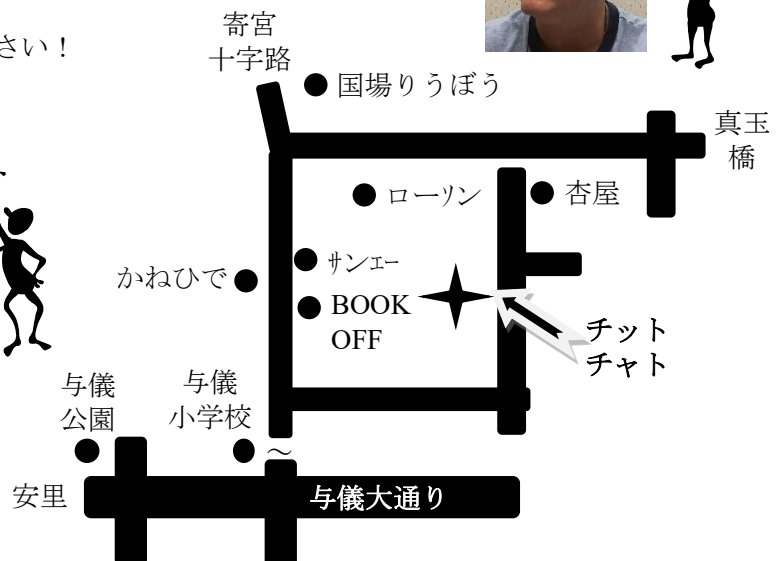 さい！
寄宮
十字路
国場りうぼう
真玉
橋
ローリン
杏屋
かねひで
サンエー
BOOK
OFF
チット
チャト
与儀
公園
与儀
小学校
～
安里
与儀大通り